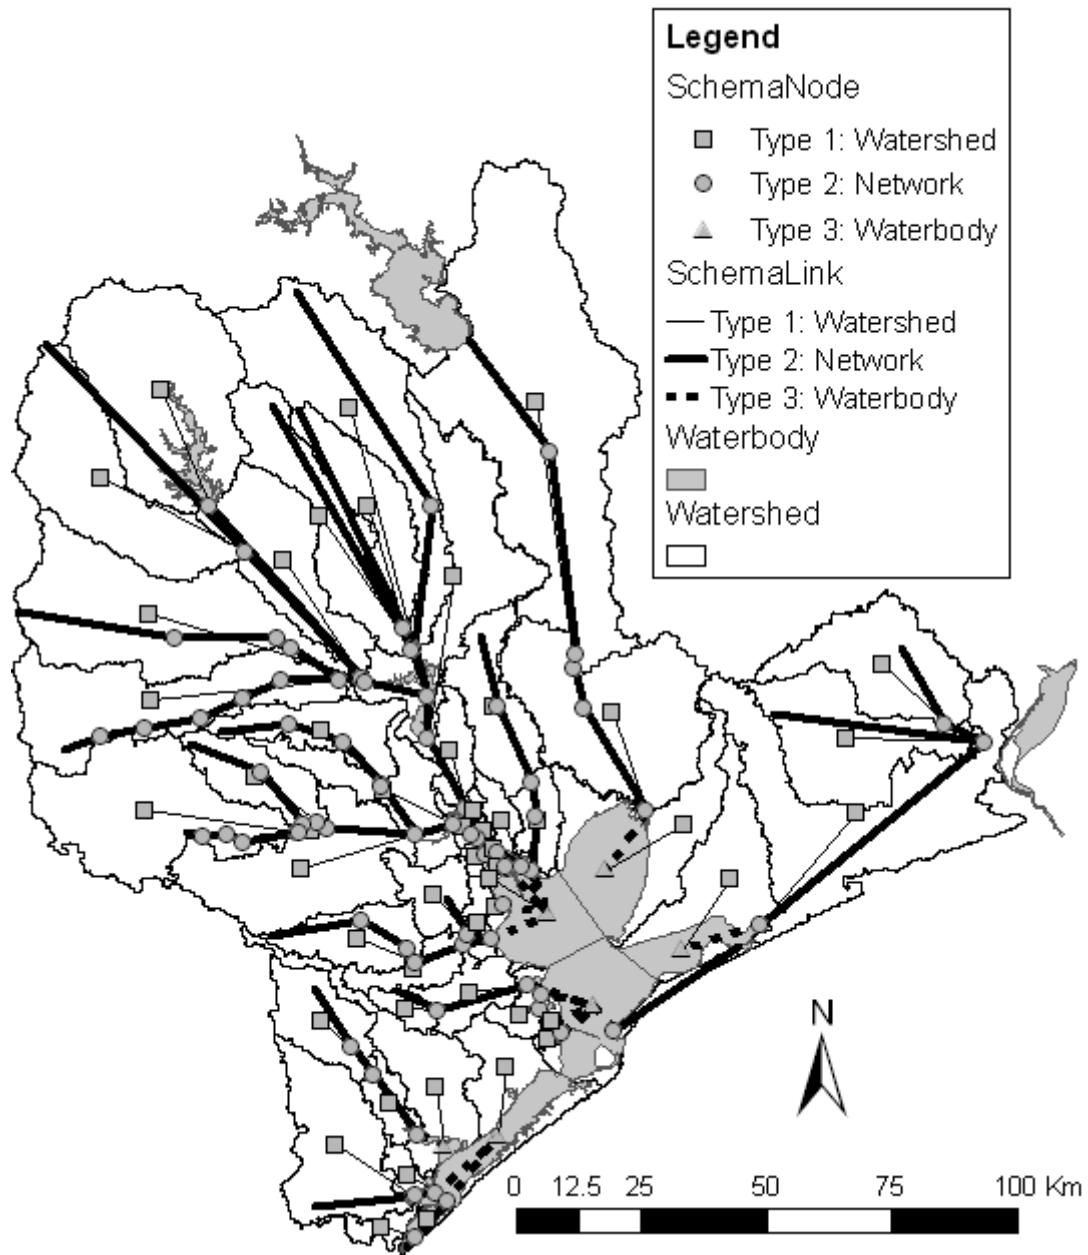 Legend
SchemaNode
Type 1: Watershed
Type 2: Network
Type 3: Waterbody
SchemaLink
Type 1: Watershed
Type 2: Network
Type 3: Waterbody
Waterbody
Watershed
N
0 12.5 25 50 75 100 Km